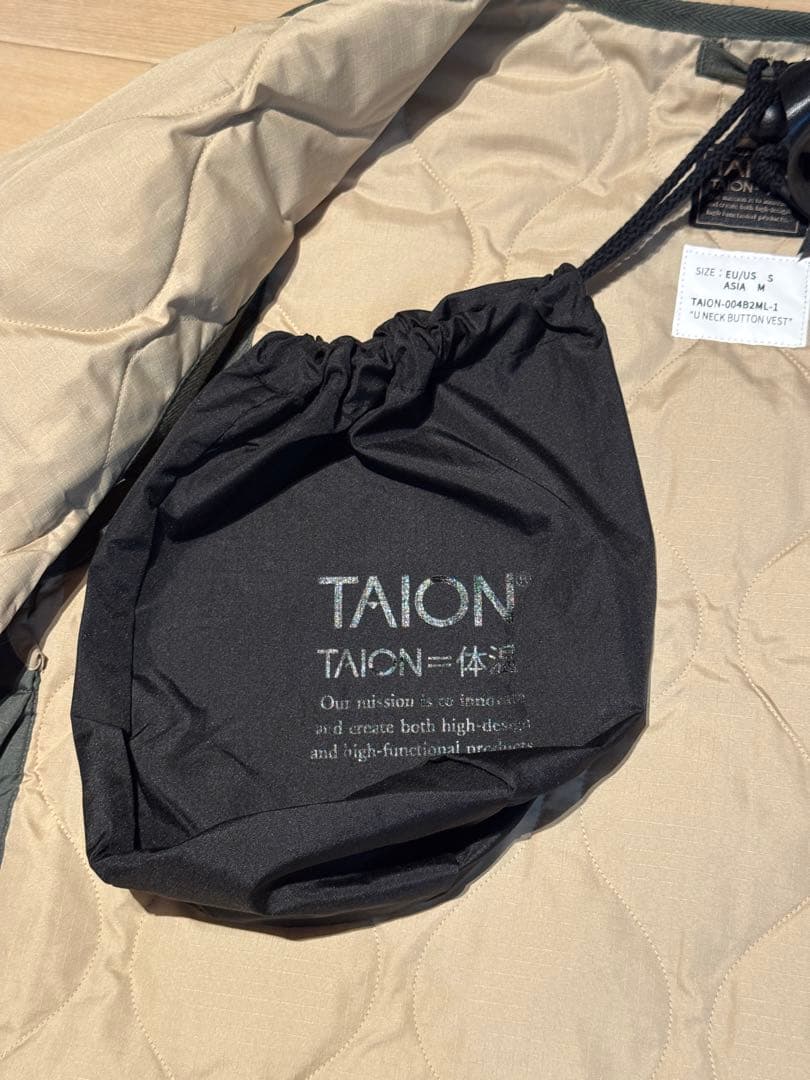 TAION®
TAION=体温
Our mission is to innovate
and create both high-design
and high-functional products
TAION
SIZE : EU/US S
ASIA M
TAION-004B2ML-1
"U NECK BUTTON VEST"